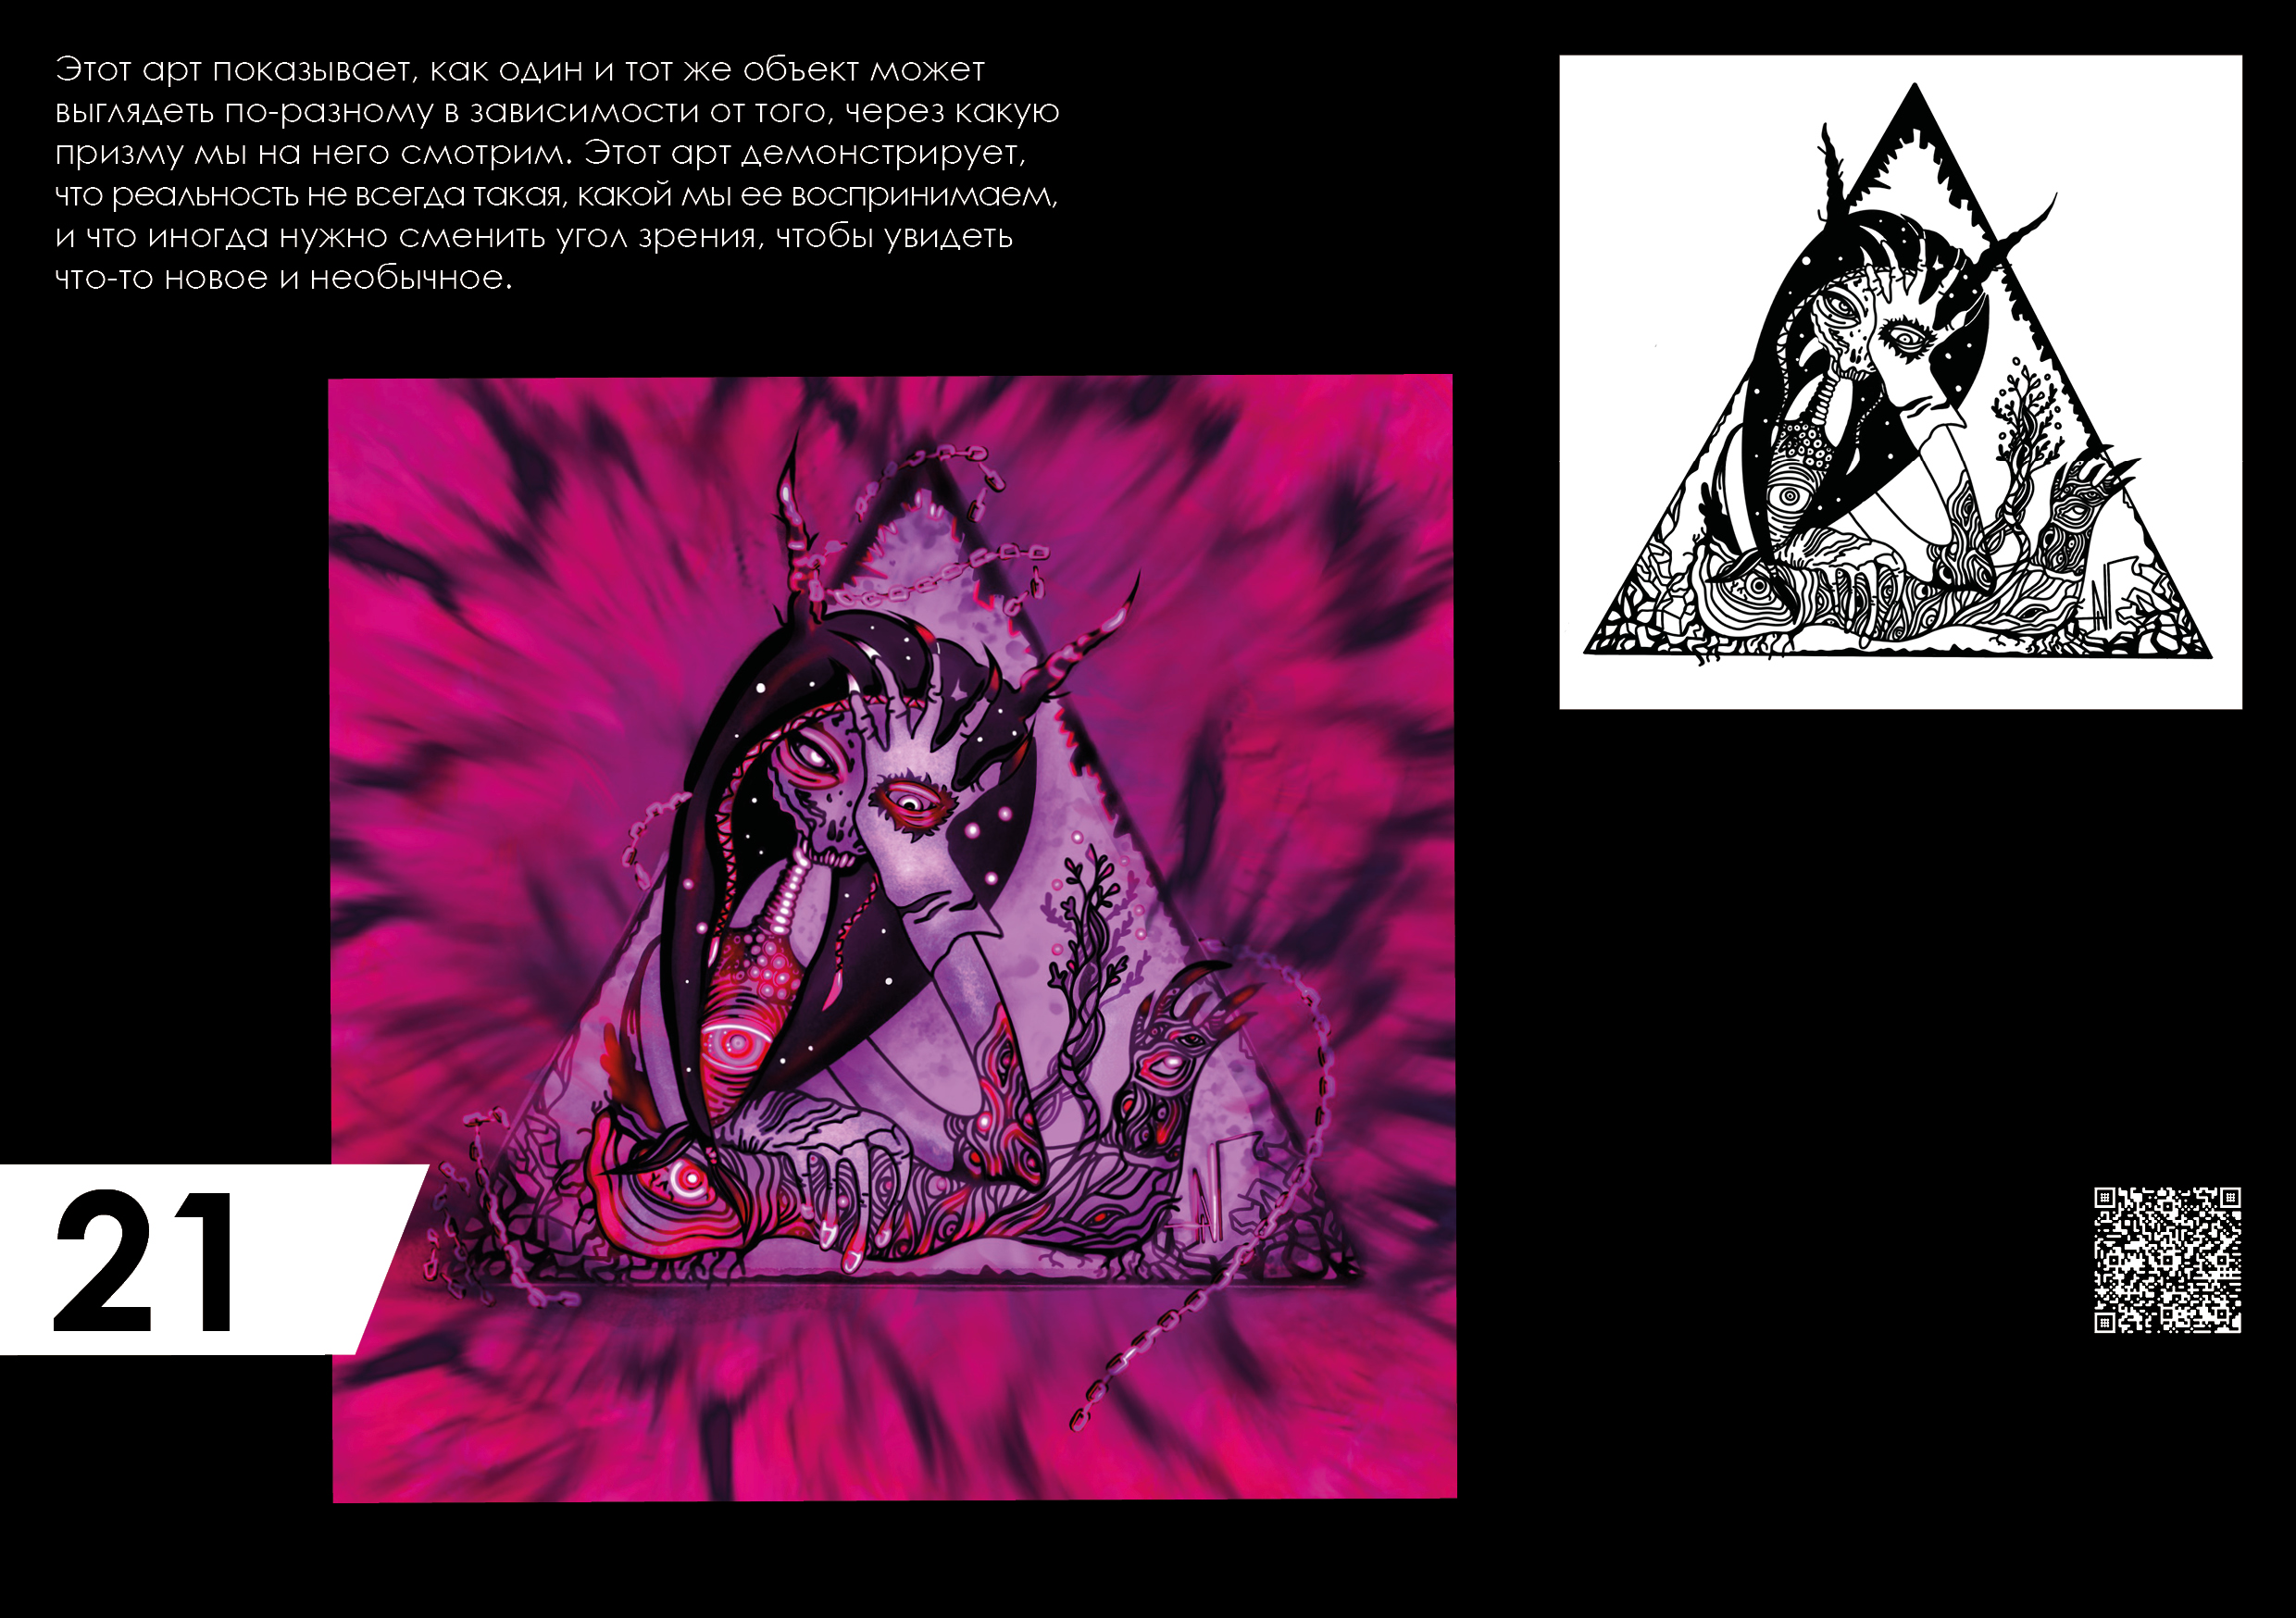 Этот арт показывает, как один и тот же объект может
выглядеть по-разному в зависимости от того, через какую
призму мы на него смотрим. Этот арт демонстрирует,
что реальность не всегда такая, какой мы ее воспринимаем,
и что иногда нужно сменить угол зрения, чтобы увидеть
что-то новое и необычное.
21